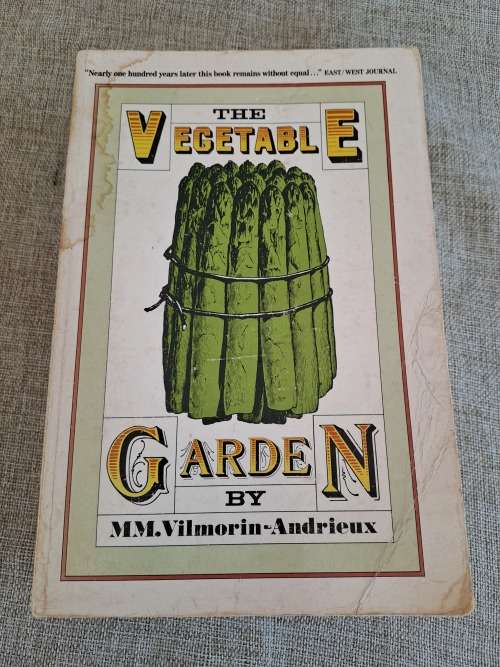 "Nearly one hundred years later this book remains without equal..." EAST/WEST JOURNAL
THE
VEGETABLE
GARDEN
BY
MM.Vilmorin-Andrieux